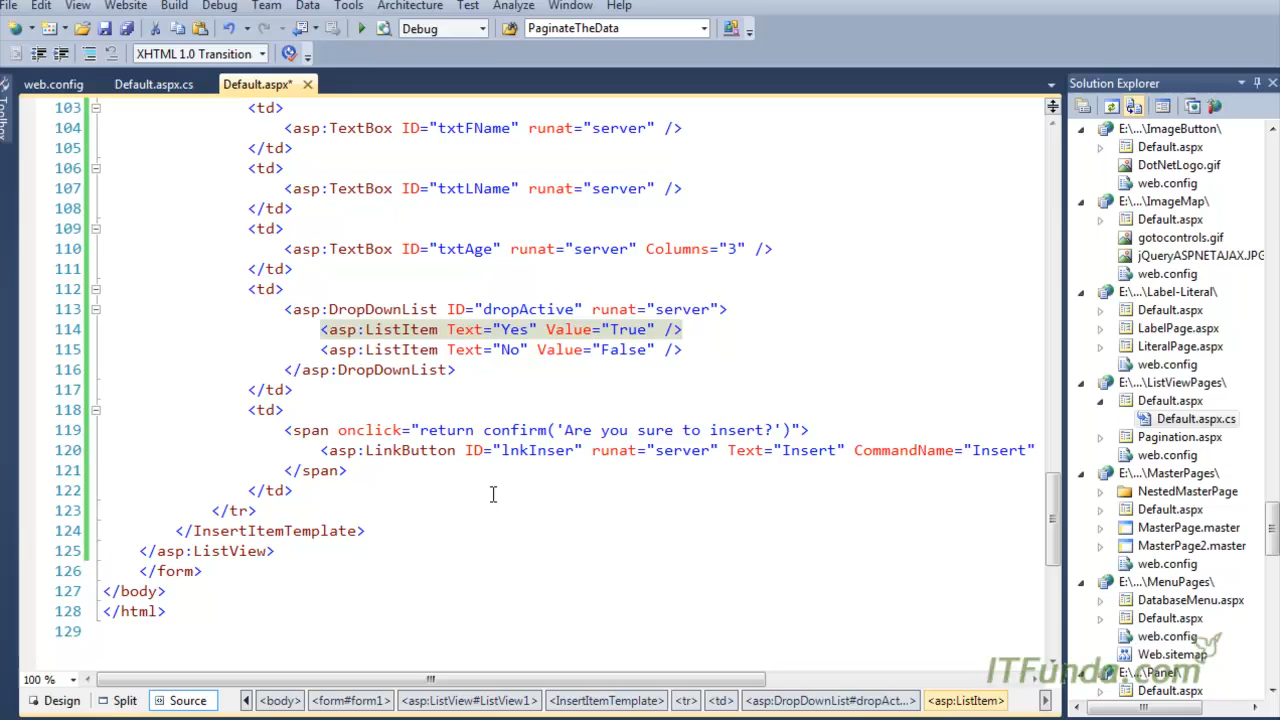 File Edit View Website Build Debug Team Data Tools Architecture Test Analyze Window Help
Debug PaginateTheData
XHTML 1.0 Transition
web.config Default.aspx.cs Default.aspx* Solution Explorer
Toolbox
103 <td>
104 <asp:TextBox ID="txtFName" runat="server" />
105 </td>
106 <td>
107 <asp:TextBox ID="txtLName" runat="server" />
108 </td>
109 <td>
110 <asp:TextBox ID="txtAge" runat="server" Columns="3" />
111 </td>
112 <td>
113 <asp:DropDownList ID="dropActive" runat="server">
114 <asp:ListItem Text="Yes" Value="True" />
115 <asp:ListItem Text="No" Value="False" />
116 </asp:DropDownList>
117 </td>
118 <td>
119 <span onclick="return confirm('Are you sure to insert?')">
120 <asp:LinkButton ID="lnkInser" runat="server" Text="Insert" CommandName="Insert"
121 </span>
122 </td>
123 </tr>
124 </InsertItemTemplate>
125 </asp:ListView>
126 </form>
127 </body>
128 </html>
129
E:\...\ImageButton\
Default.aspx
DotNetLogo.gif
web.config
E:\...\ImageMap\
Default.aspx
gotocontrols.gif
jQueryASPNETAJAX.JPG
web.config
E:\...\Label-Literal\
Default.aspx
LabelPage.aspx
LiteralPage.aspx
web.config
E:\...\ListViewPages\
Default.aspx
Default.aspx.cs
Pagination.aspx
web.config
E:\...\MasterPages\
NestedMasterPage
Default.aspx
MasterPage.master
MasterPage2.master
web.config
E:\...\MenuPages\
DatabaseMenu.aspx
Default.aspx
web.config
Web.sitemap
E:\...\Panel\
Default.aspx
ITFunda.com
100 %
Design Split Source <body> <form#form1> <asp:ListView#ListView1> <InsertItemTemplate> <tr> <td> <asp:DropDownList#dropAct...> <asp:ListItem>